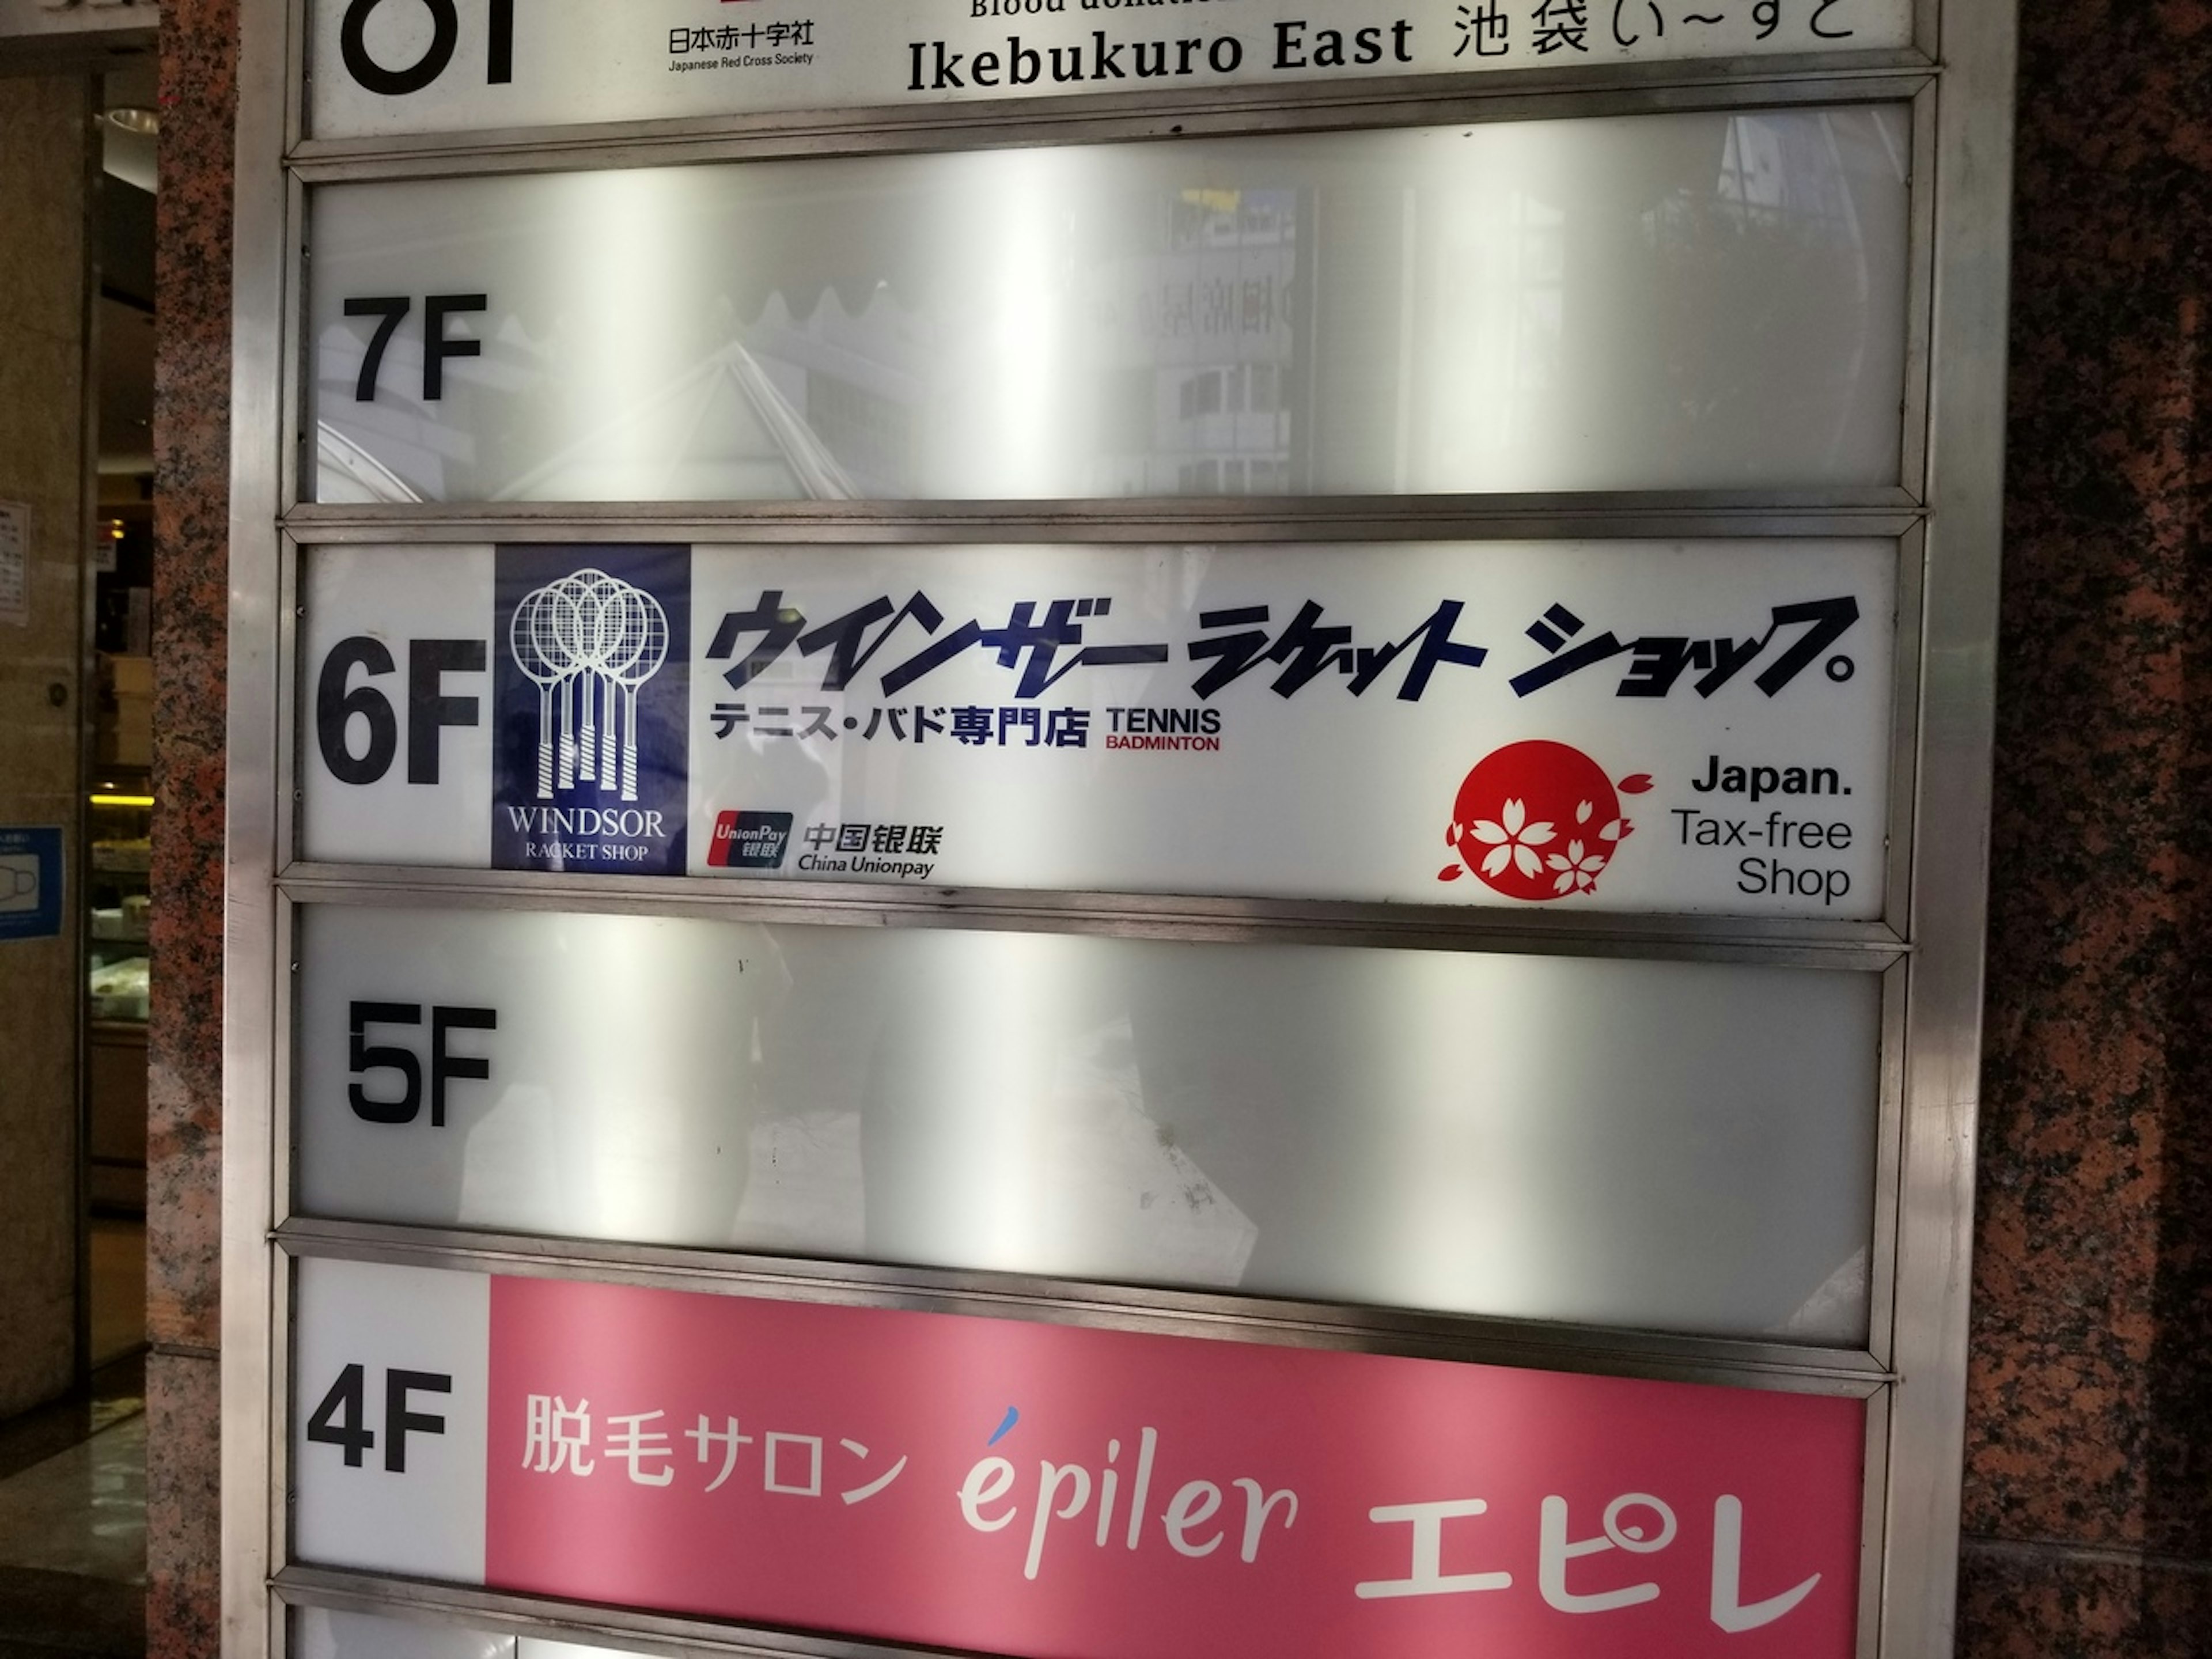 日本赤十字社
Japanese Red Cross Society
Ikebukuro East 池袋い～すと
7F
6F
WINDSOR
RACKET SHOP
ウインザーラケットショップ。
テニス・バド専門店 TENNIS
BADMINTON
UnionPay
银联
中国银联
China Unionpay
Japan.
Tax-free
Shop
5F
4F
脱毛サロン épiler エピレ